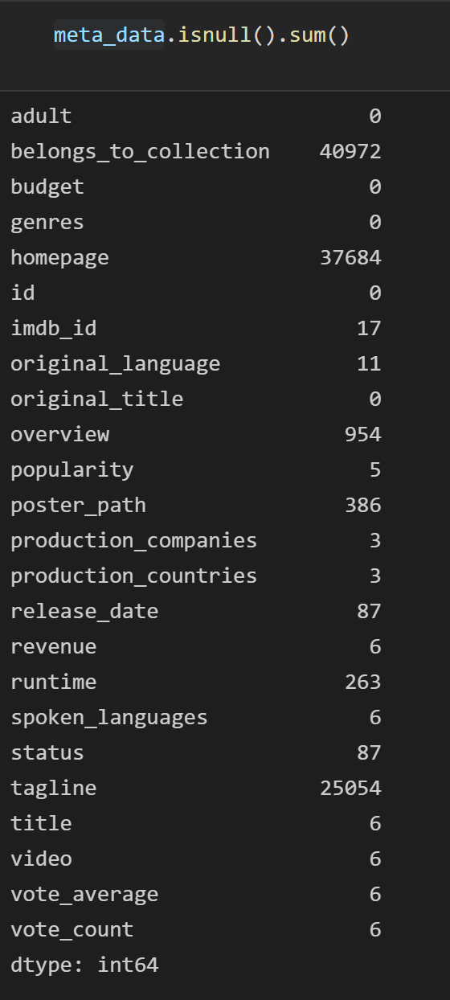 meta_data.isnull().sum()
adult 0
belongs_to_collection 40972
budget 0
genres 0
homepage 37684
id 0
imdb_id 17
original_language 11
original_title 0
overview 954
popularity 5
poster_path 386
production_companies 3
production_countries 3
release_date 87
revenue 6
runtime 263
spoken_languages 6
status 87
tagline 25054
title 6
video 6
vote_average 6
vote_count 6
dtype: int64